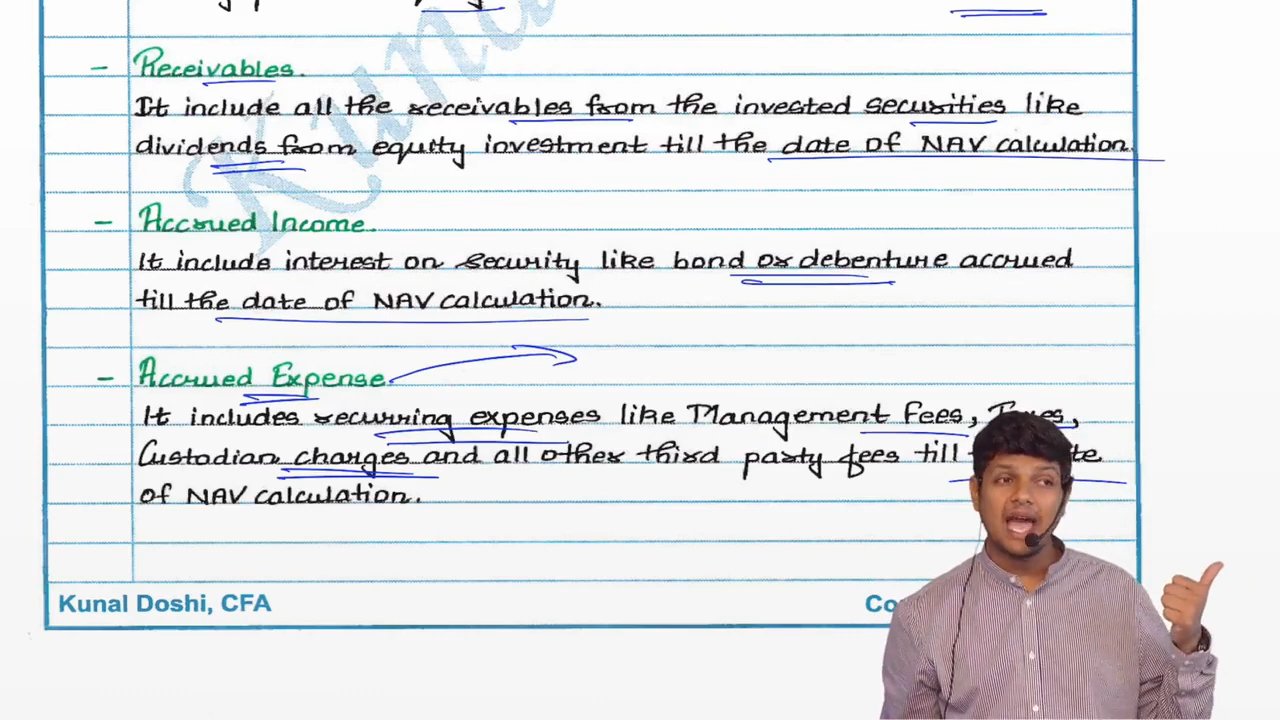 - Receivables.
It include all the receivables from the invested securities like
dividends from equity investment till the date of NAV calculation.
- Accrued Income.
It include interest on security like bond or debenture accrued
till the date of NAV calculation.
- Accrued Expense
It includes recurring expenses like Management fees, Taxes,
Custodian charges and all other third party fees till
of NAV calculation.
Kunal Doshi, CFA